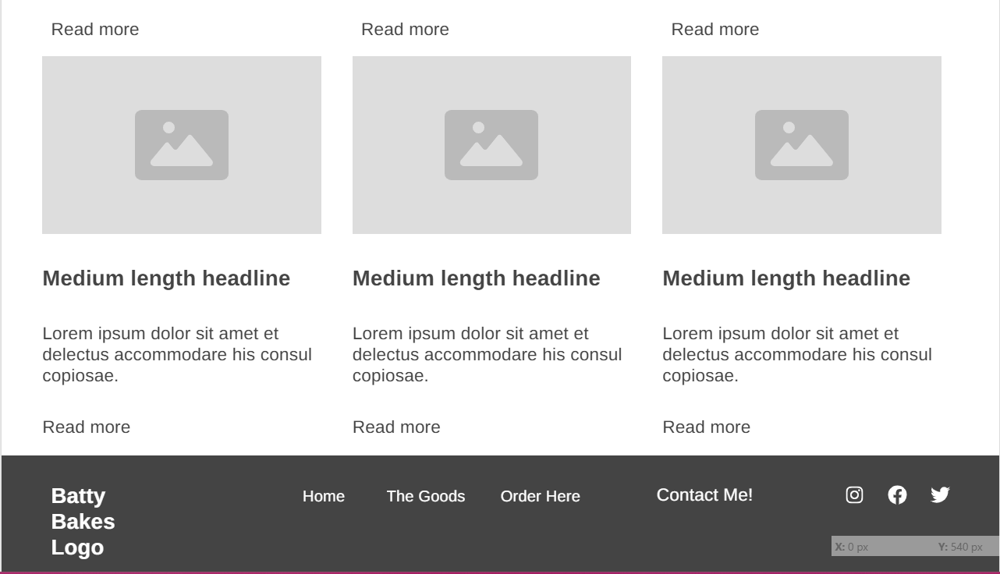 Read more
Read more
Read more
Medium length headline
Medium length headline
Medium length headline
Lorem ipsum dolor sit amet et
delectus accommodare his consul
copiosae.
Lorem ipsum dolor sit amet et
delectus accommodare his consul
copiosae.
Lorem ipsum dolor sit amet et
delectus accommodare his consul
copiosae.
Read more
Read more
Read more
Batty
Bakes
Logo
Home
The Goods
Order Here
Contact Me!
X: 0 px
Y: 540 px